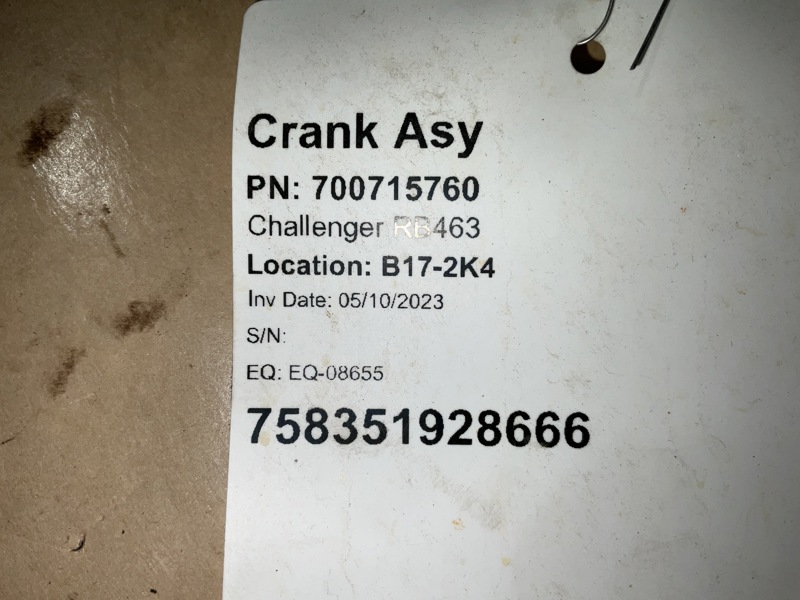 Crank Asy
PN: 700715760
Challenger RB463
Location: B17-2K4
Inv Date: 05/10/2023
S/N:
EQ: EQ-08655
758351928666